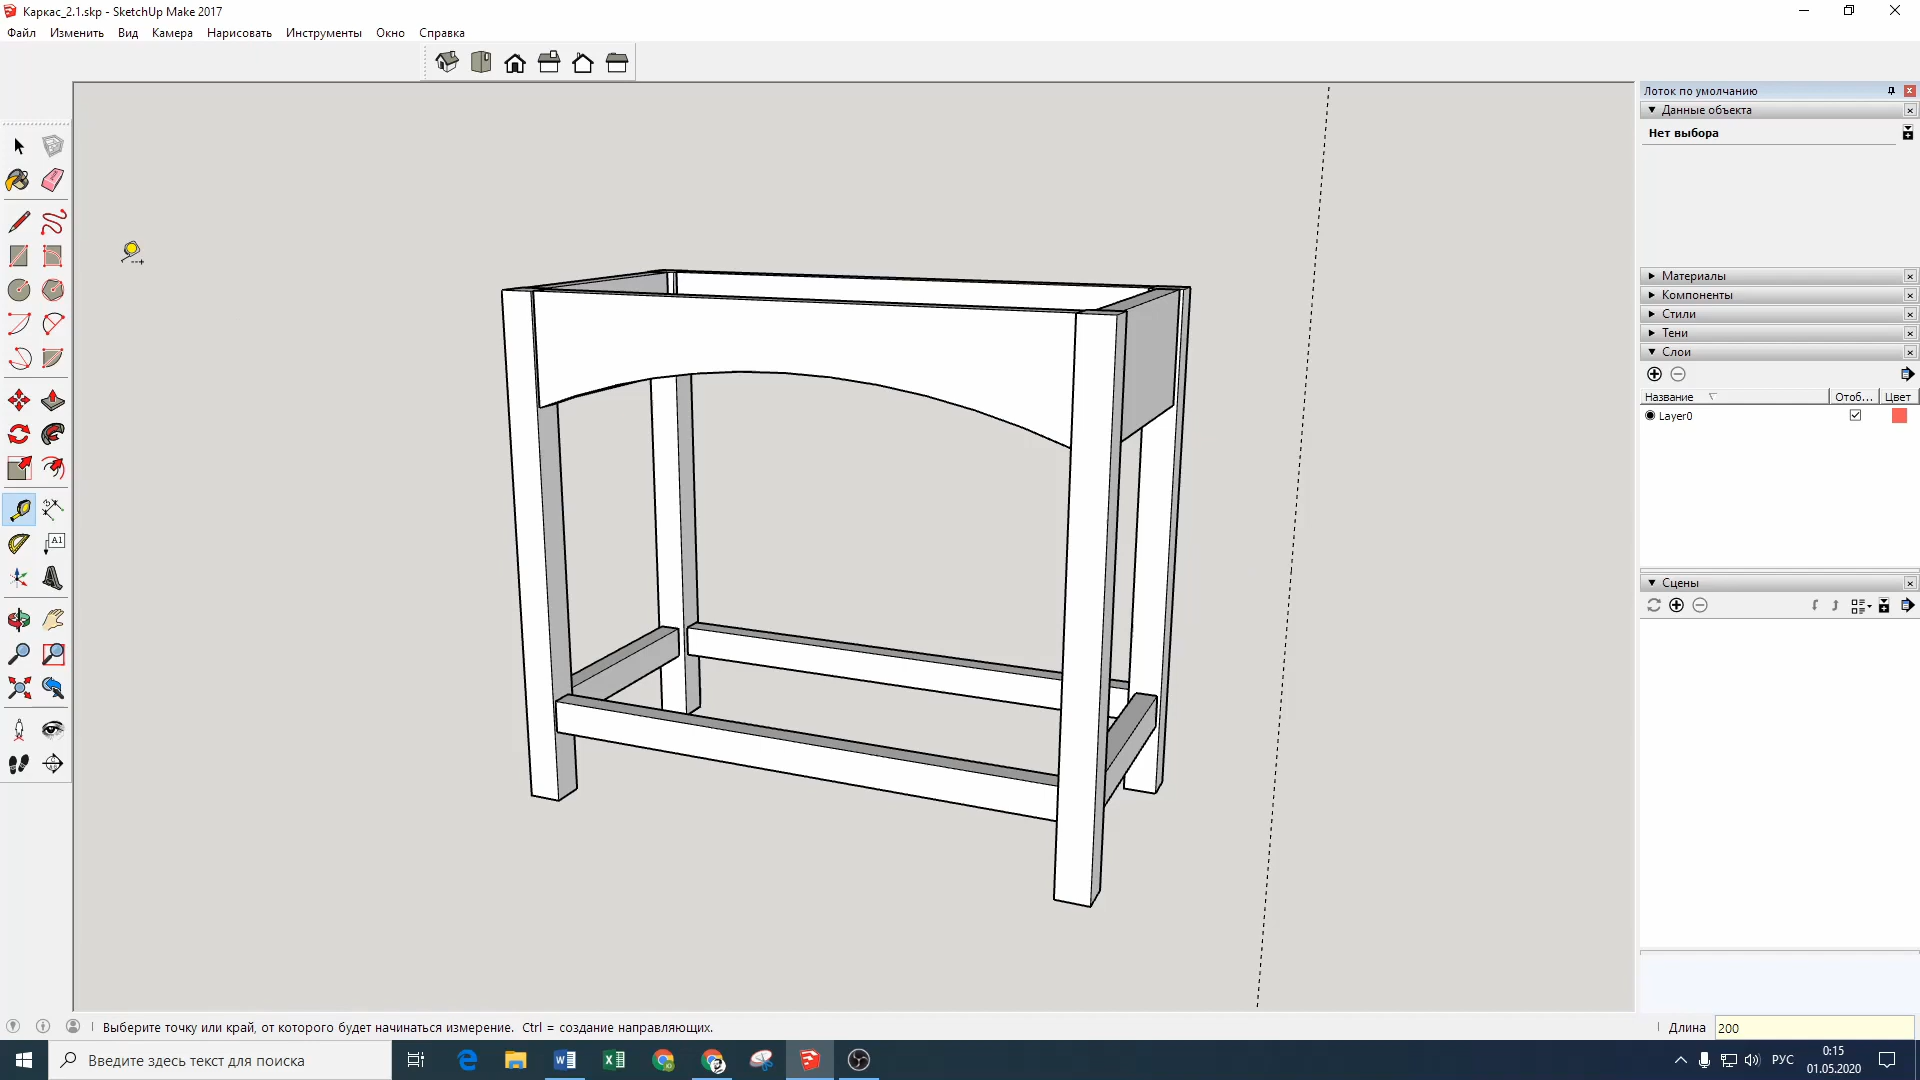 Каркас_2.1.skp - SketchUp Make 2017
Файл Изменить Вид Камера Нарисовать Инструменты Окно Справка
Лоток по умолчанию
Данные объекта
Нет выбора
A1
Материалы
Компоненты
Стили
Тени
Слои
Название Отоб... Цвет
Layer0
Сцены
Выберите точку или край, от которого будет начинаться измерение. Ctrl = создание направляющих.
Длина 200
Введите здесь текст для поиска
РУС
0:15
01.05.2020